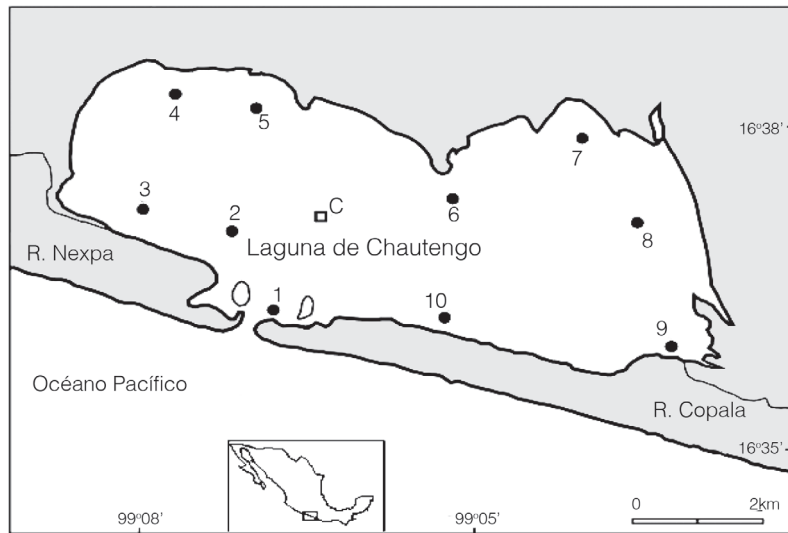 4
5
7
16°38'
3
2
C
6
8
R. Nexpa
Laguna de Chautengo
1
10
9
Océano Pacífico
R. Copala
16°35'
99°08'
99°05'
0
2km